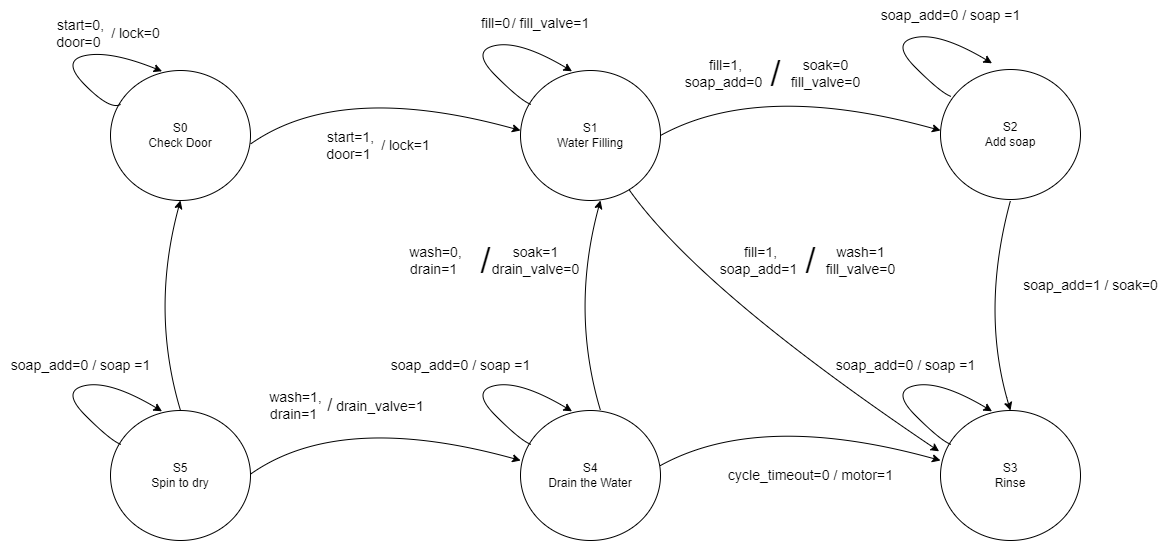 start=0,
door=0 / lock=0
fill=0/ fill_valve=1
soap_add=0 / soap =1
fill=1,
soap_add=0 / soak=0
fill_valve=0
S0
Check Door
start=1,
door=1 / lock=1
S1
Water Filling
S2
Add soap
wash=0,
drain=1 / soak=1
drain_valve=0
fill=1,
soap_add=1 / wash=1
fill_valve=0
soap_add=1 / soak=0
soap_add=0 / soap =1
wash=1,
drain=1 / drain_valve=1
soap_add=0 / soap =1
soap_add=0 / soap =1
S5
Spin to dry
S4
Drain the Water
cycle_timeout=0 / motor=1
S3
Rinse